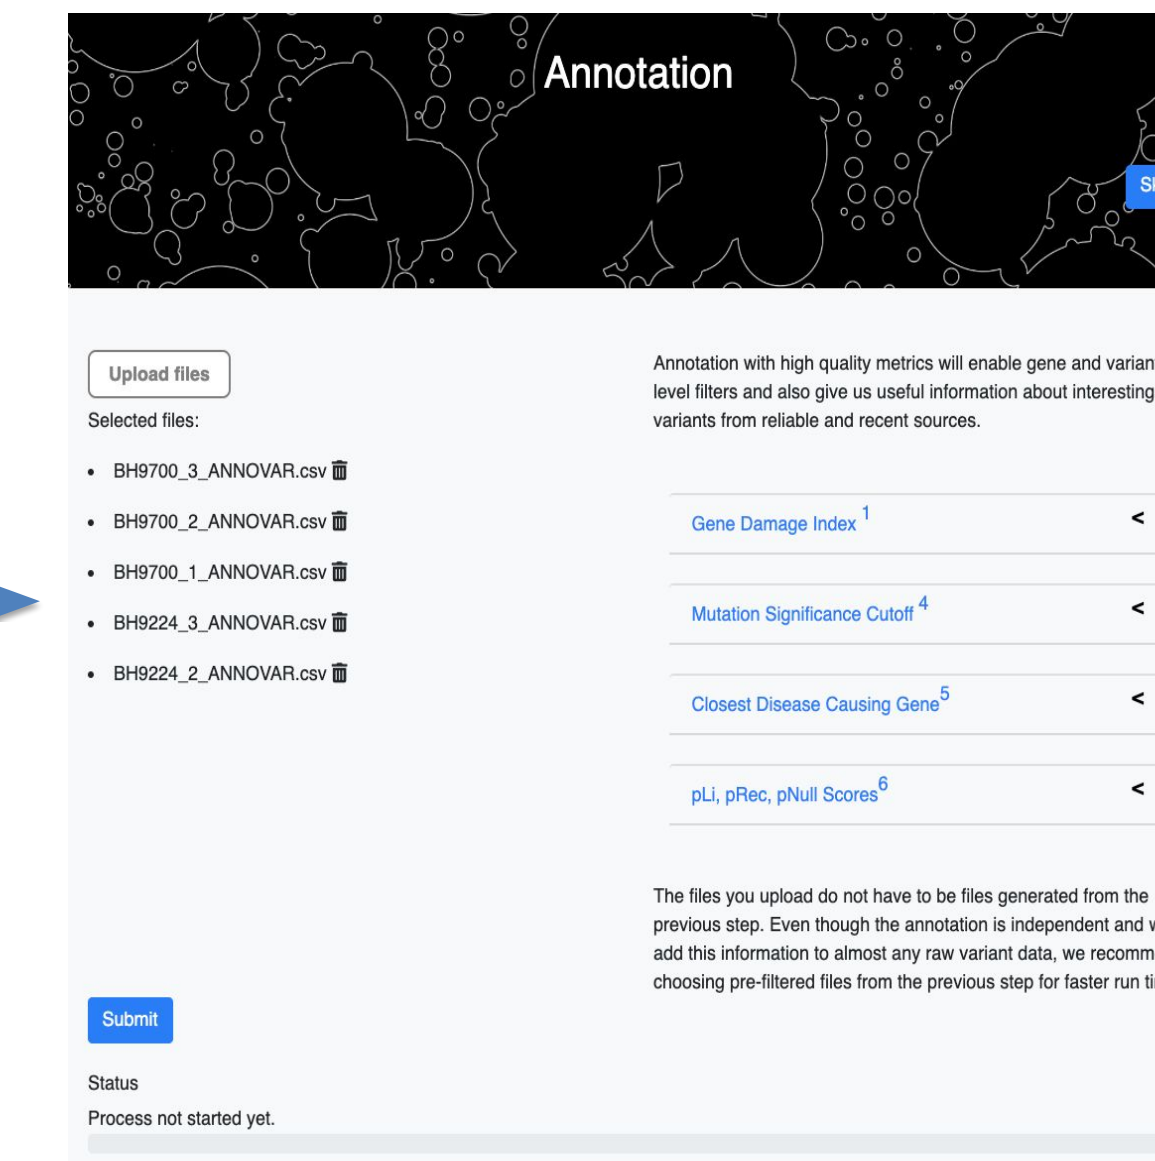 Annotation
Upload files
Selected files:
BH9700_3_ANNOVAR.csv
BH9700_2_ANNOVAR.csv
BH9700_1_ANNOVAR.csv
BH9224_3_ANNOVAR.csv
BH9224_2_ANNOVAR.csv
Submit
Status
Process not started yet.
Annotation with high quality metrics will enable gene and varian
level filters and also give us useful information about interesting
variants from reliable and recent sources.
Gene Damage Index 1 <
Mutation Significance Cutoff 4 <
Closest Disease Causing Gene5 <
pLi, pRec, pNull Scores6 <
The files you upload do not have to be files generated from the
previous step. Even though the annotation is independent and
add this information to almost any raw variant data, we recomm
choosing pre-filtered files from the previous step for faster run